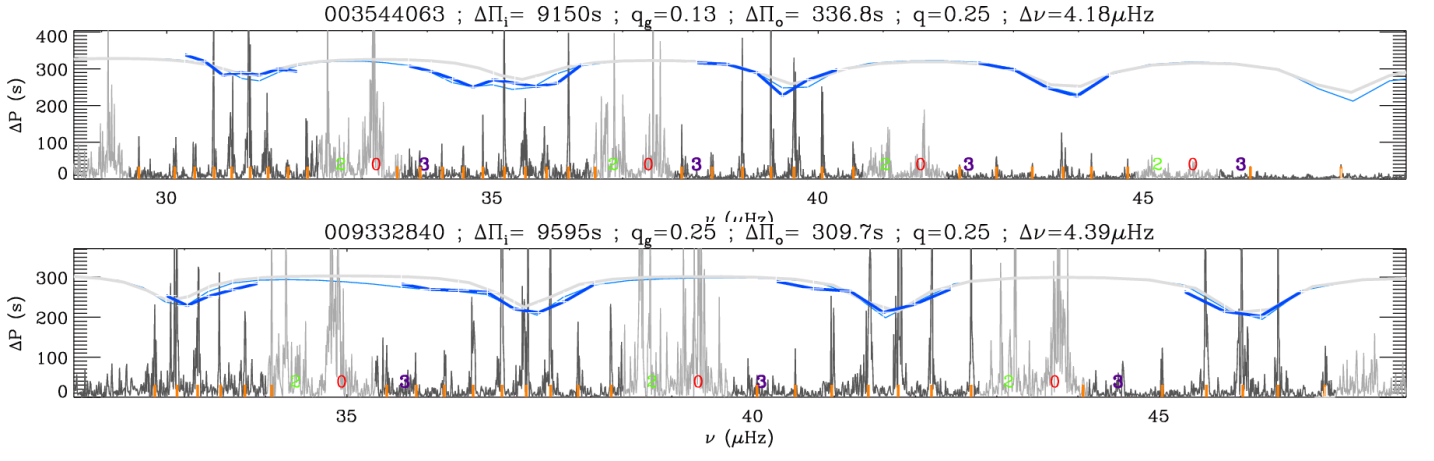 003544063 ; ΔΠi= 9150s ; qg=0.13 ; ΔΠo= 336.8s ; q=0.25 ; Δν=4.18μHz
400
300
200
100
0
ΔP (s)
2 0 3 2 0 3 2 0 3 2 0 3
30 35 40 45
ν (μHz)
009332840 ; ΔΠi= 9595s ; qg=0.25 ; ΔΠo= 309.7s ; q=0.25 ; Δν=4.39μHz
300
200
100
0
ΔP (s)
2 0 3 2 0 3 2 0 3
35 40 45
ν (μHz)